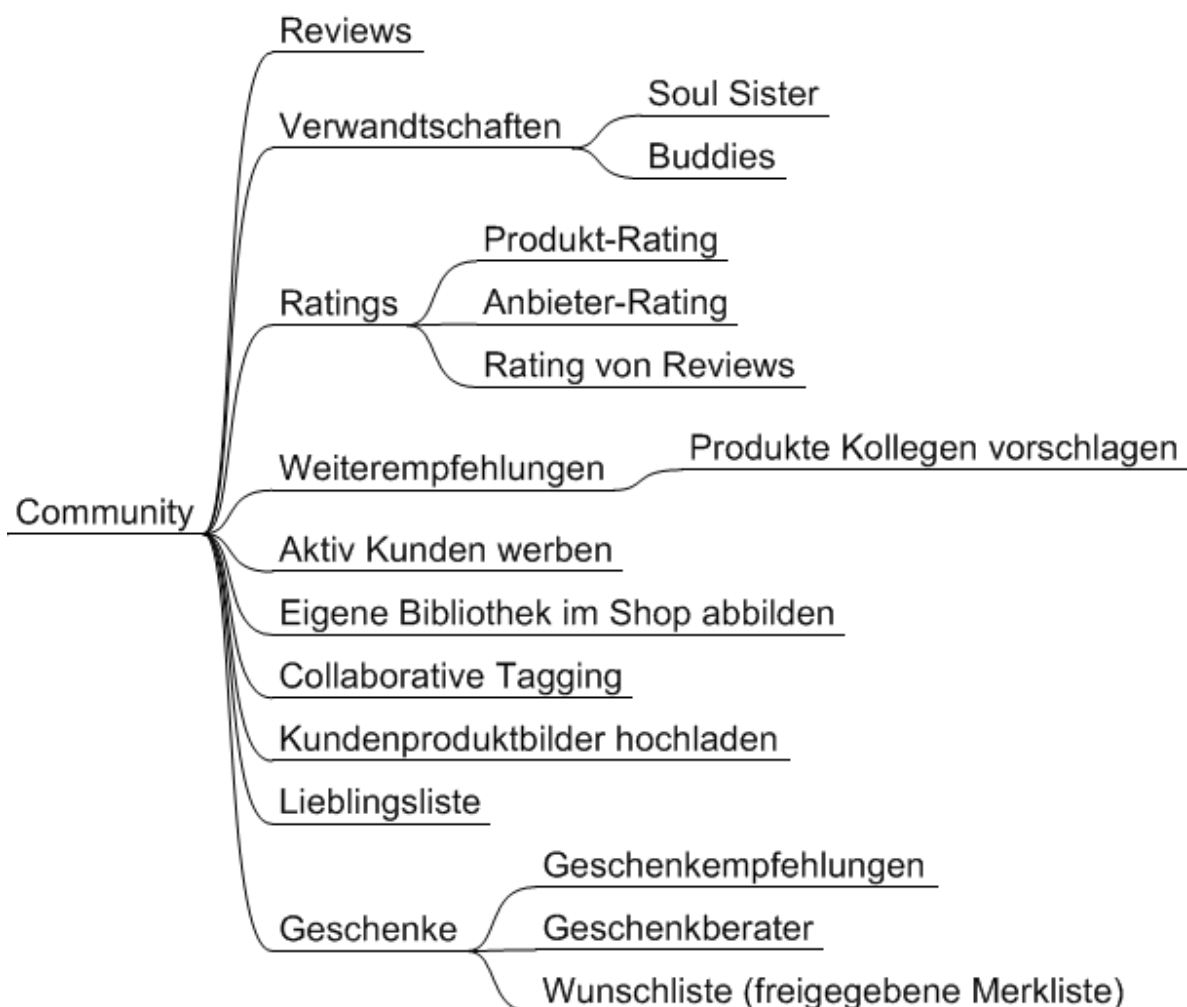 Reviews
Soul Sister
Verwandtschaften
Buddies
Produkt-Rating
Ratings
Anbieter-Rating
Rating von Reviews
Produkte Kollegen vorschlagen
Weiterempfehlungen
Community
Aktiv Kunden werben
Eigene Bibliothek im Shop abbilden
Collaborative Tagging
Kundenproduktbilder hochladen
Lieblingsliste
Geschenkempfehlungen
Geschenke
Geschenkberater
Wunschliste (freigegebene Merkliste)